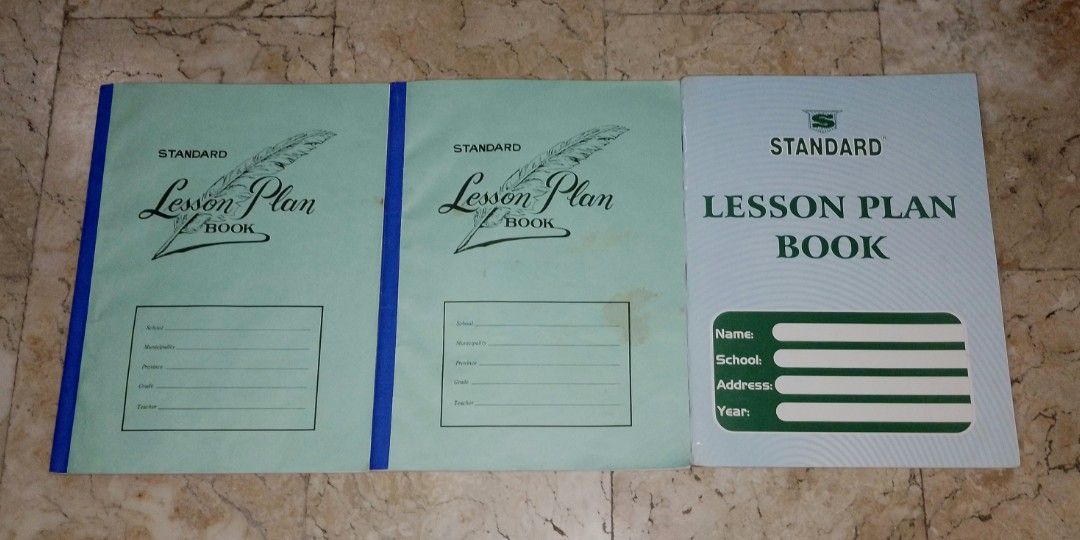 STANDARD
Lesson Plan
BOOK
School
Municipality
Province
Grade
Teacher
STANDARD
Lesson Plan
BOOK
School
Municipality
Province
Grade
Teacher
S
STANDARD
LESSON PLAN
BOOK
Name:
School:
Address:
Year: